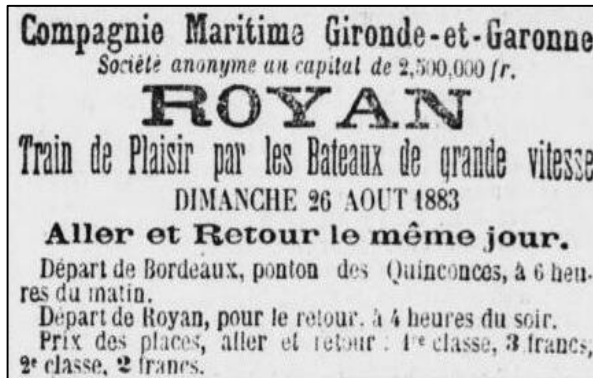 Compagnie Maritime Gironde-et-Garonne
Société anonyme au capital de 2,500,000 fr.
ROYAN
Train de Plaisir par les Bateaux de grande vitesse
DIMANCHE 26 AOUT 1883
Aller et Retour le même jour.
Départ de Bordeaux, ponton des Quinconces, à 6 heu-
res du matin.
Départ de Royan, pour le retour. à 4 heures du soir.
Prix des places, aller et retour : 1re classe, 3 francs,
2e classe, 2 francs.